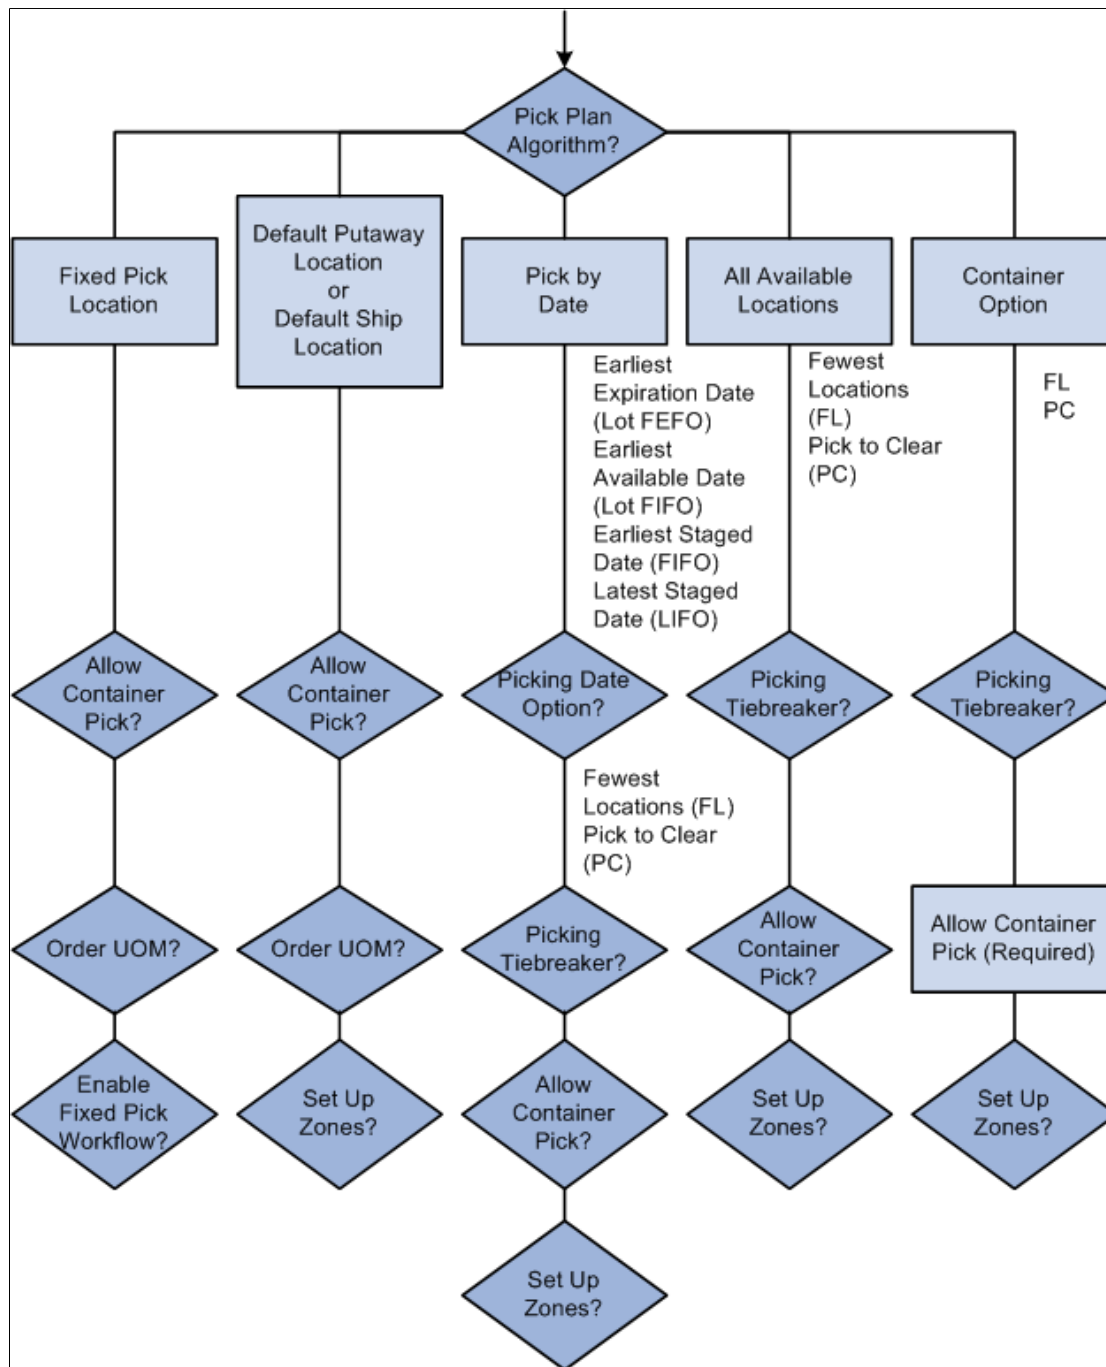 Pick Plan
Algorithm?
Fixed Pick
Location
Default Putaway
Location
or
Default Ship
Location
Pick by
Date
All Available
Locations
Container
Option
Earliest
Expiration Date
(Lot FEFO)
Earliest
Available Date
(Lot FIFO)
Earliest Staged
Date (FIFO)
Latest Staged
Date (LIFO)
Fewest
Locations
(FL)
Pick to Clear
(PC)
FL
PC
Allow
Container
Pick?
Allow
Container
Pick?
Picking Date
Option?
Picking
Tiebreaker?
Picking
Tiebreaker?
Fewest
Locations (FL)
Pick to Clear
(PC)
Order UOM?
Order UOM?
Picking
Tiebreaker?
Allow
Container
Pick?
Allow Container
Pick (Required)
Enable
Fixed Pick
Workflow?
Set Up
Zones?
Allow
Container
Pick?
Set Up
Zones?
Set Up
Zones?
Set Up
Zones?